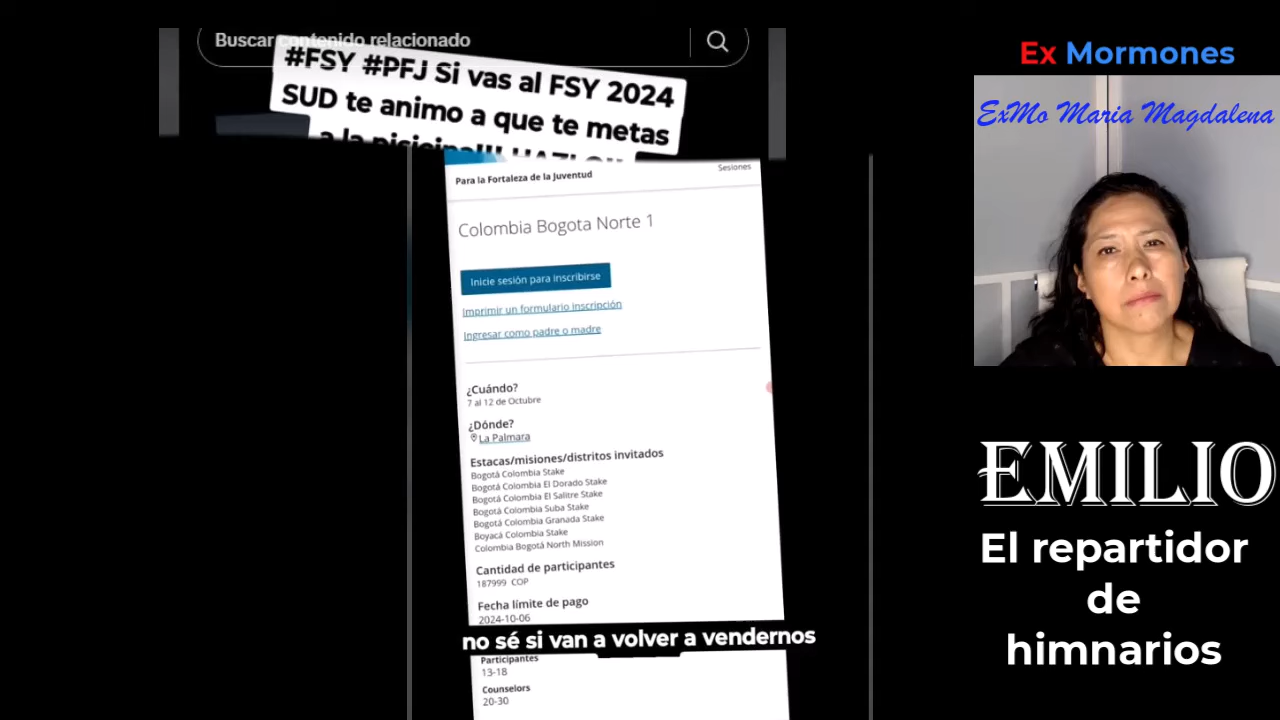 Buscar contenido relacionado
#FSY #PFJ Si vas al FSY 2024
SUD te animo a que te metas
a la
Para la Fortaleza de la Juventud
Sesiones
Colombia Bogota Norte 1
Inicie sesión para inscribirse
Imprimir un formulario inscripción
Ingresar como padre o madre
¿Cuándo?
7 al 12 de Octubre
¿Dónde?
La Palmara
Estacas/misiones/distritos invitados
Bogotá Colombia Stake
Bogotá Colombia El Dorado Stake
Bogotá Colombia El Salitre Stake
Bogotá Colombia Suba Stake
Bogotá Colombia Granada Stake
Boyacá Colombia Stake
Colombia Bogotá North Mission
Cantidad de participantes
187999 COP
Fecha límite de pago
2024-10-06
no sé si van a volver a vendernos
Participantes
13-18
Counselors
20-30
Ex Mormones
ExMo Maria Magdalena
EMILIO
El repartidor
de
himnarios